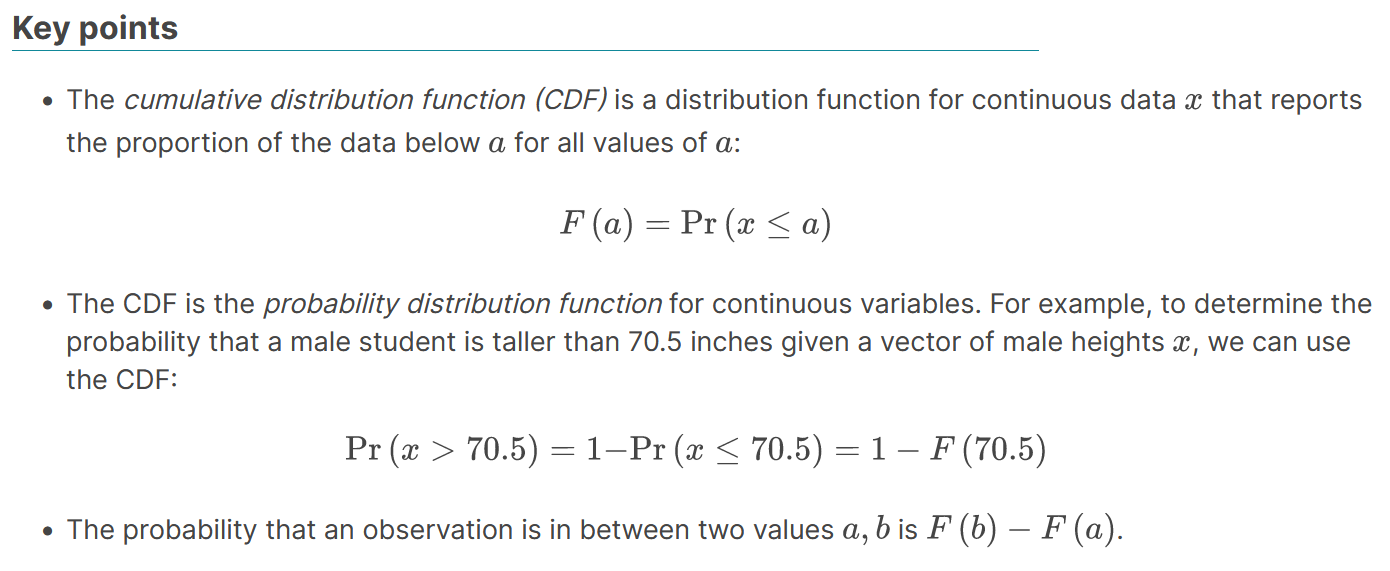 Key points
• The cumulative distribution function (CDF) is a distribution function for continuous data x that reports
the proportion of the data below a for all values of a:
F (a) = Pr (x ≤ a)
• The CDF is the probability distribution function for continuous variables. For example, to determine the
probability that a male student is taller than 70.5 inches given a vector of male heights x, we can use
the CDF:
Pr (x > 70.5) = 1−Pr (x ≤ 70.5) = 1 − F (70.5)
• The probability that an observation is in between two values a, b is F (b) − F (a).